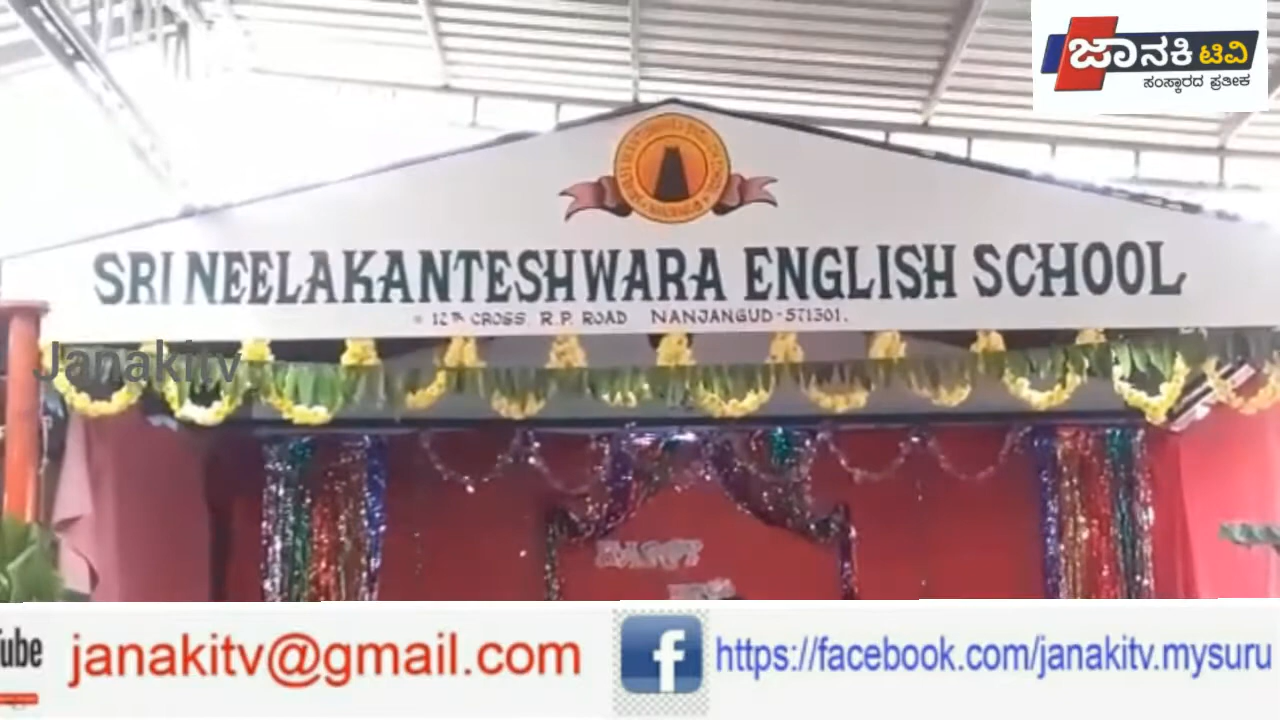 ಜಾನಕಿ ಟಿವಿ
ಸಂಸ್ಕಾರದ ಪ್ರತೀಕ
SRI NEELAKANTESHWARA ENGLISH SCHOOL
12th CROSS R.P. ROAD NANJANGUD-571301.
Janakitv
Tube janakitv@gmail.com https://facebook.com/janakitv.mysuru